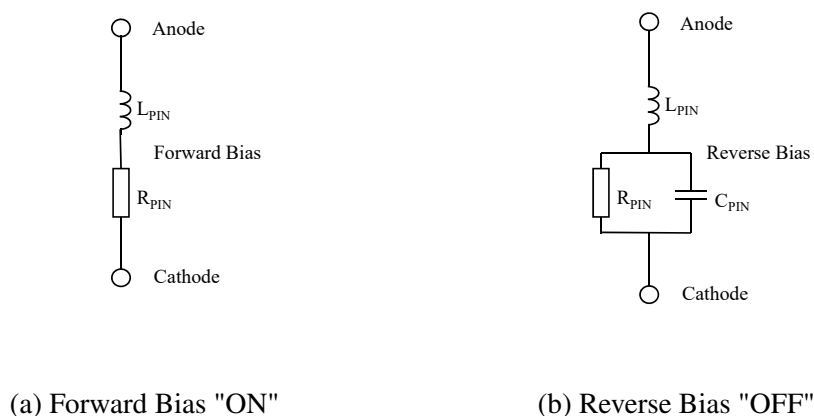 Anode
L_PIN
Forward Bias
R_PIN
Cathode
(a) Forward Bias "ON"
Anode
L_PIN
Reverse Bias
R_PIN
C_PIN
Cathode
(b) Reverse Bias "OFF"